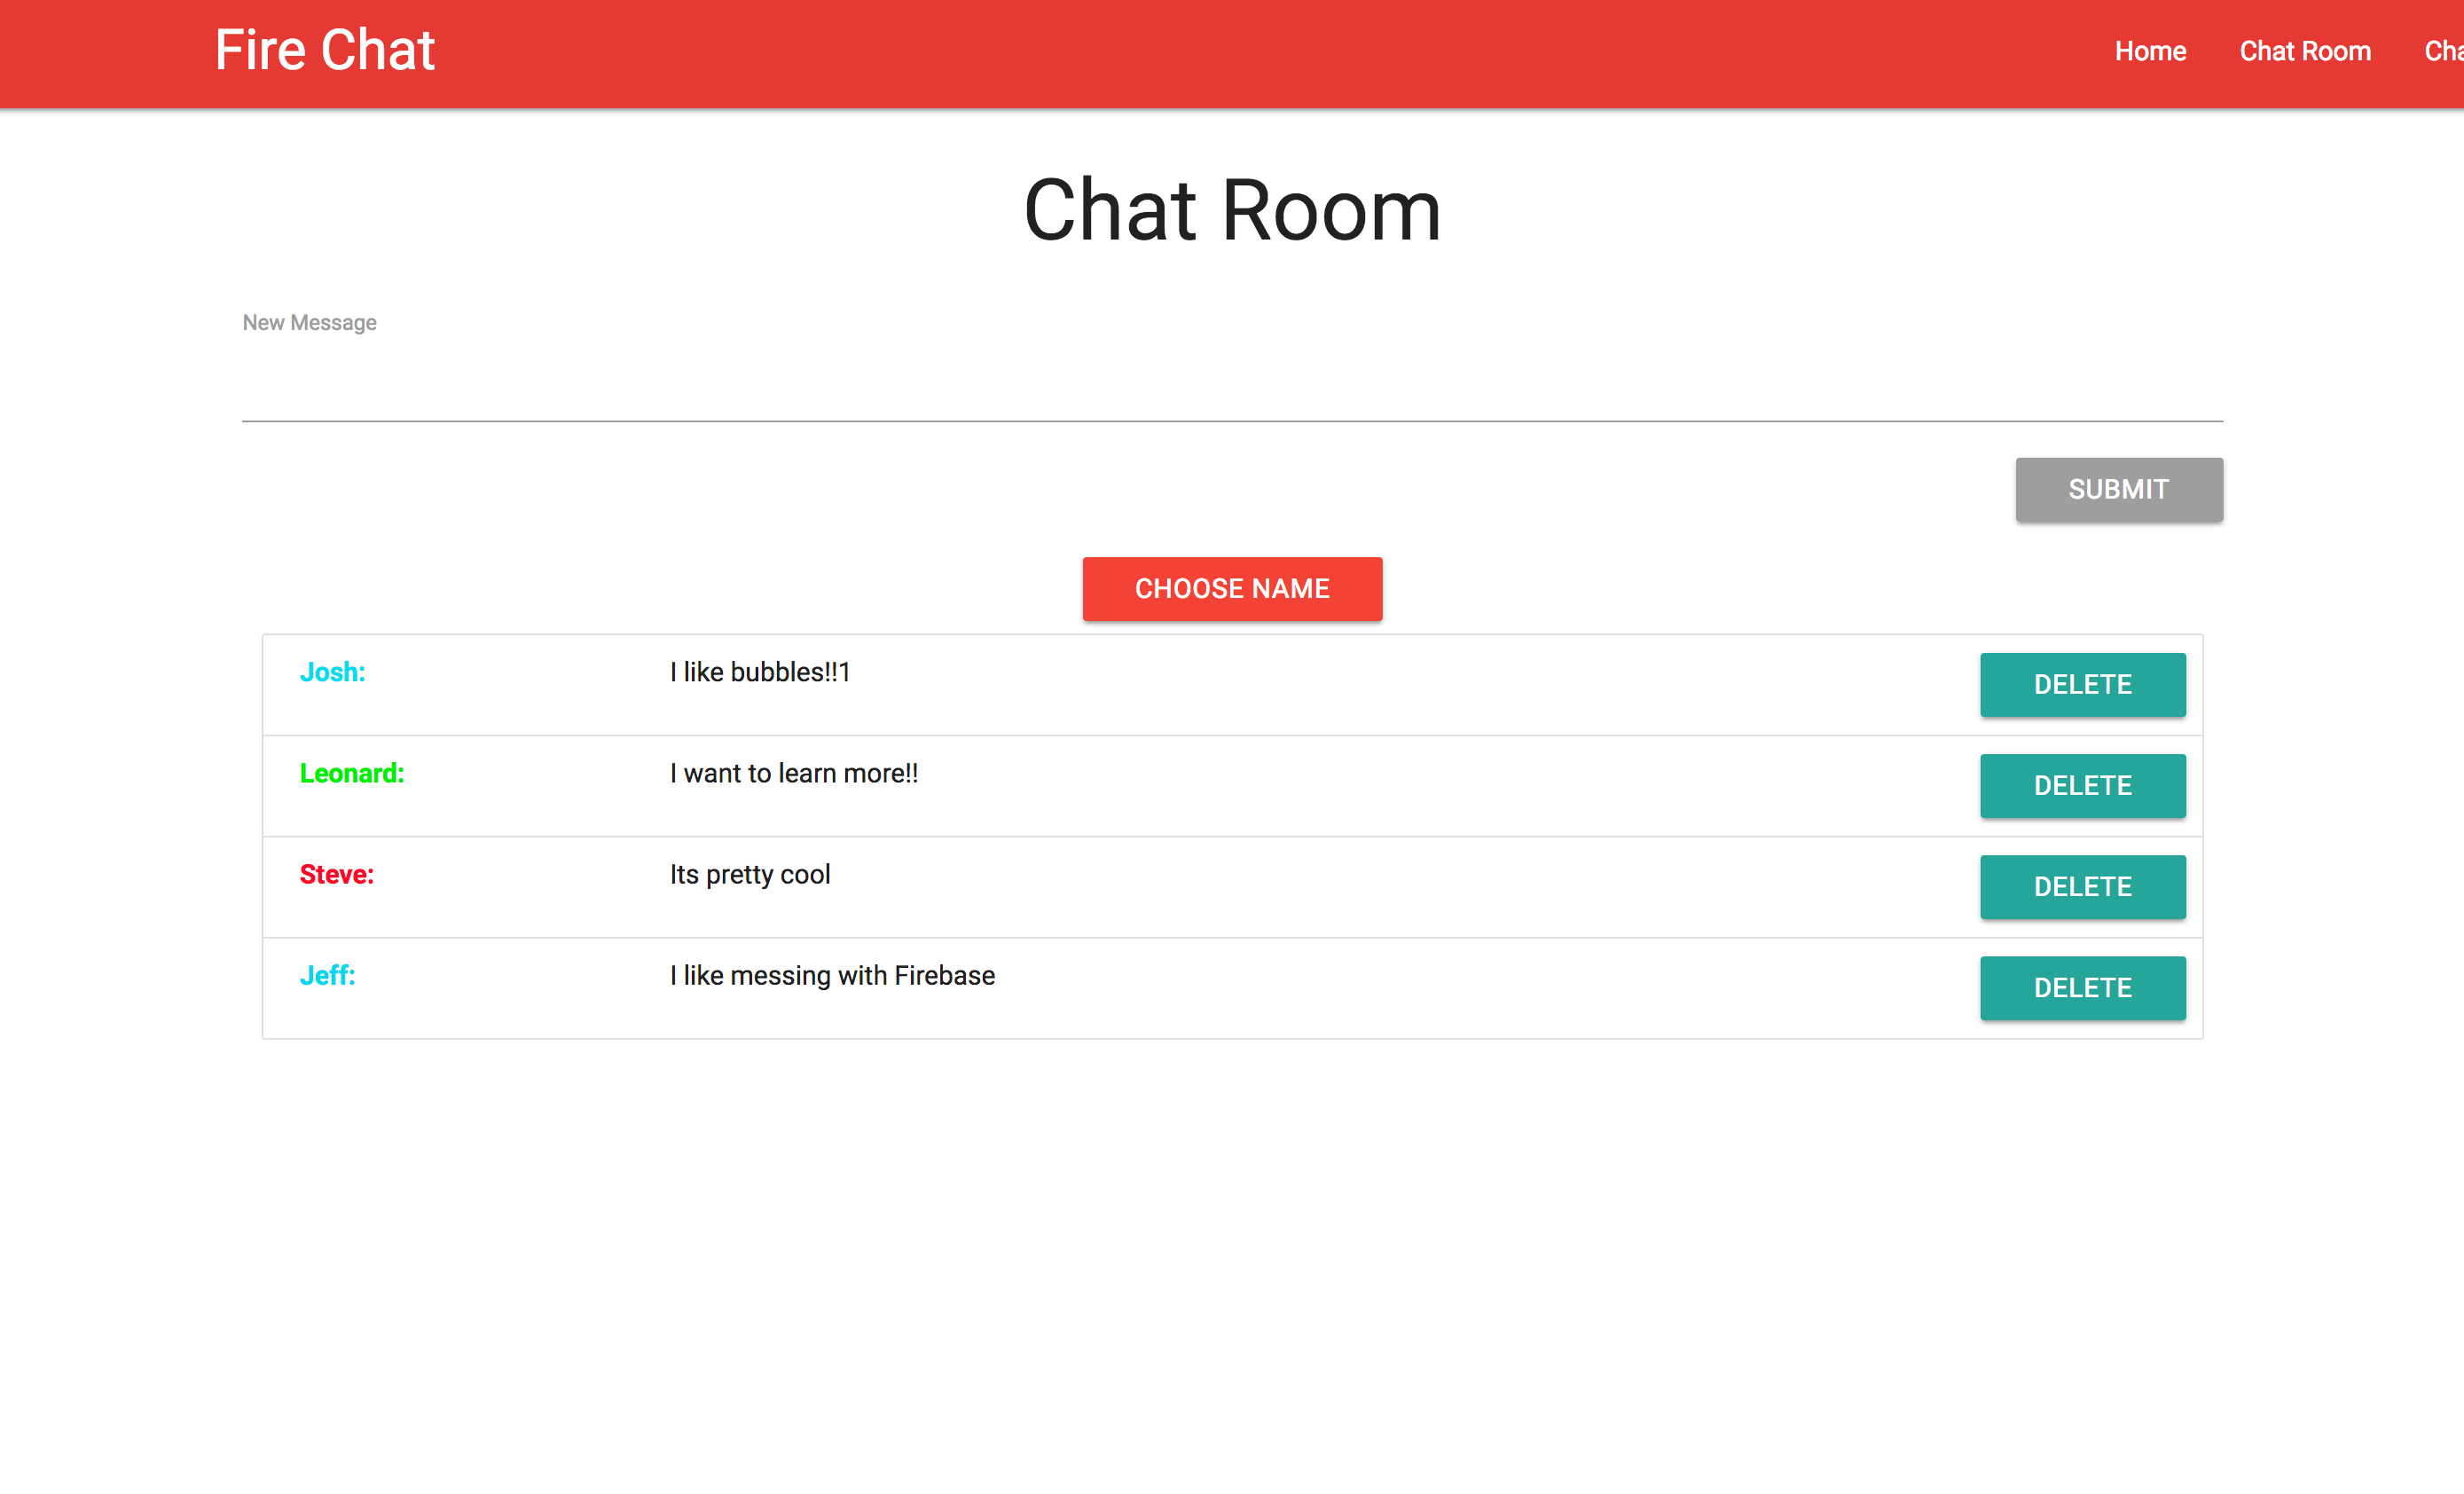 Fire Chat
Home Chat Room
Chat Room
New Message
SUBMIT
CHOOSE NAME
Josh: I like bubbles!!1 DELETE
Leonard: I want to learn more!! DELETE
Steve: Its pretty cool DELETE
Jeff: I like messing with Firebase DELETE